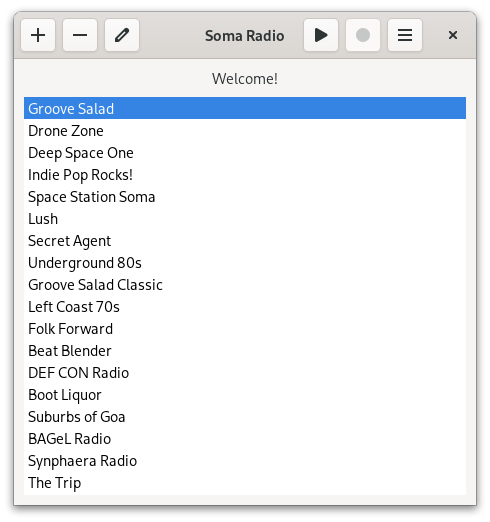 Soma Radio
Welcome!
Groove Salad
Drone Zone
Deep Space One
Indie Pop Rocks!
Space Station Soma
Lush
Secret Agent
Underground 80s
Groove Salad Classic
Left Coast 70s
Folk Forward
Beat Blender
DEF CON Radio
Boot Liquor
Suburbs of Goa
BAGeL Radio
Synphaera Radio
The Trip